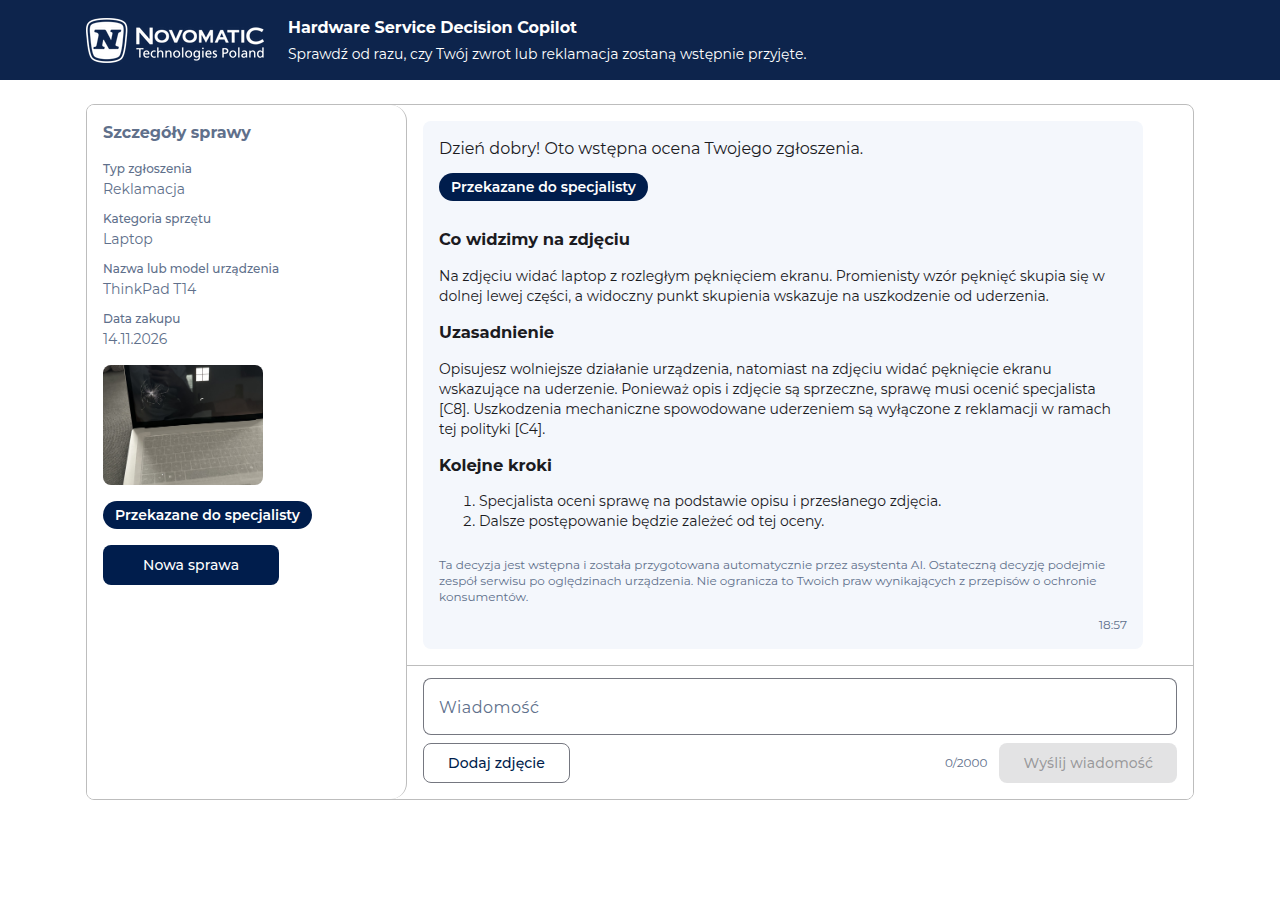 NOVOMATIC
Technologies Poland
Hardware Service Decision Copilot
Sprawdź od razu, czy Twój zwrot lub reklamacja zostaną wstępnie przyjęte.
Szczegóły sprawy
Typ zgłoszenia
Reklamacja
Kategoria sprzętu
Laptop
Nazwa lub model urządzenia
ThinkPad T14
Data zakupu
14.11.2026
Przekazane do specjalisty
Nowa sprawa
Dzień dobry! Oto wstępna ocena Twojego zgłoszenia.
Przekazane do specjalisty
Co widzimy na zdjęciu
Na zdjęciu widać laptop z rozległym pęknięciem ekranu. Promienisty wzór pęknięć skupia się w
dolnej lewej części, a widoczny punkt skupienia wskazuje na uszkodzenie od uderzenia.
Uzasadnienie
Opisujesz wolniejsze działanie urządzenia, natomiast na zdjęciu widać pęknięcie ekranu
wskazujące na uderzenie. Ponieważ opis i zdjęcie są sprzeczne, sprawę musi ocenić specjalista
[C8]. Uszkodzenia mechaniczne spowodowane uderzeniem są wyłączone z reklamacji w ramach
tej polityki [C4].
Kolejne kroki
1. Specjalista oceni sprawę na podstawie opisu i przesłanego zdjęcia.
2. Dalsze postępowanie będzie zależeć od tej oceny.
Ta decyzja jest wstępna i została przygotowana automatycznie przez asystenta AI. Ostateczną decyzję podejmie
zespół serwisu po oględzinach urządzenia. Nie ogranicza to Twoich praw wynikających z przepisów o ochronie
konsumentów.
18:57
Wiadomość
Dodaj zdjęcie
0/2000
Wyślij wiadomość